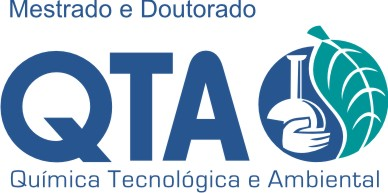 Mestrado e Doutorado
QTA
Química Tecnológica e Ambiental